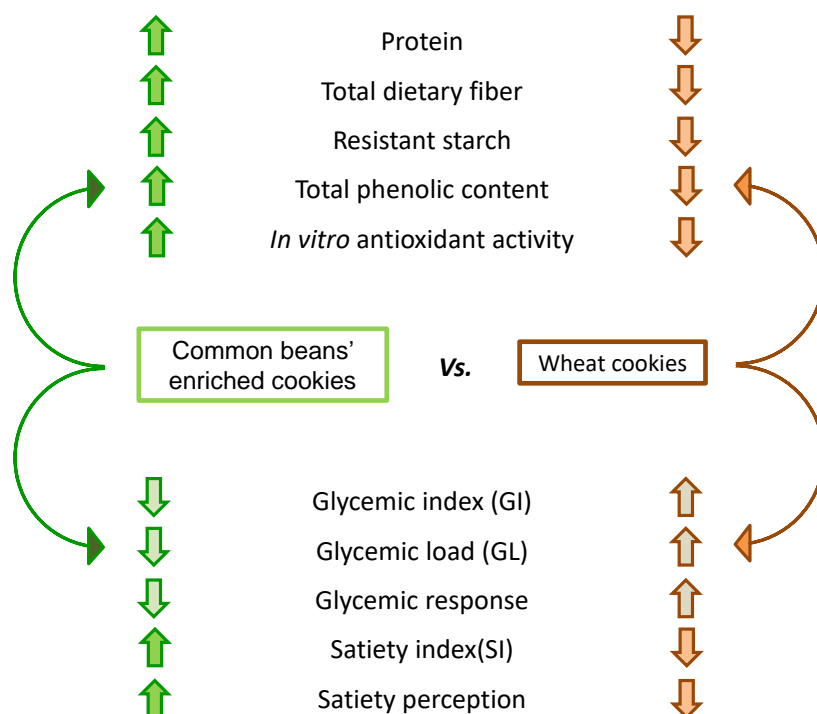 Protein
Total dietary fiber
Resistant starch
Total phenolic content
In vitro antioxidant activity
Common beans’
enriched cookies
Vs.
Wheat cookies
Glycemic index (GI)
Glycemic load (GL)
Glycemic response
Satiety index(SI)
Satiety perception